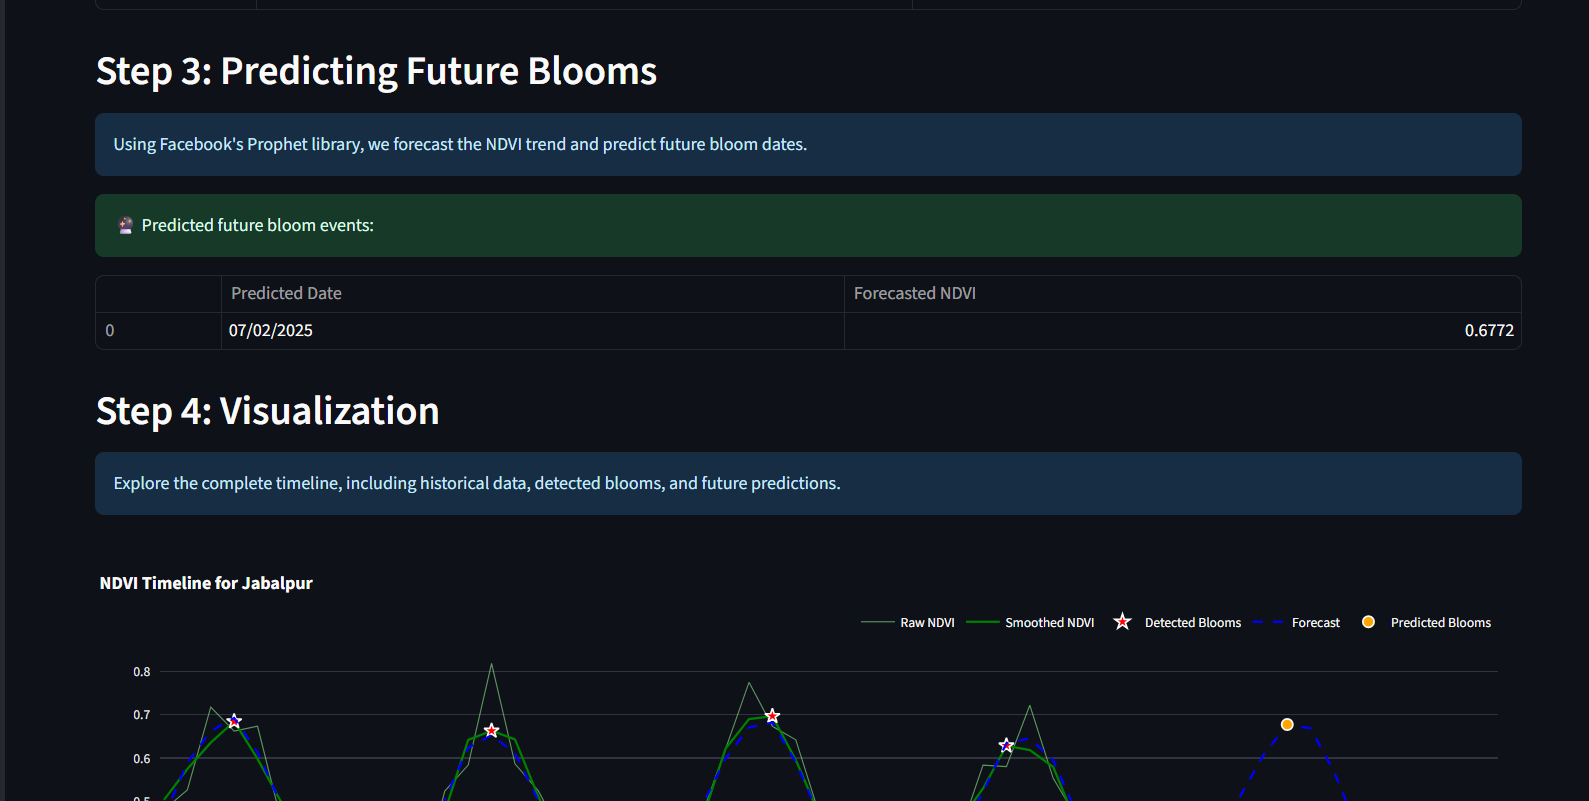 Step 3: Predicting Future Blooms
Using Facebook's Prophet library, we forecast the NDVI trend and predict future bloom dates.
🔮 Predicted future bloom events:
Predicted Date Forecasted NDVI
0 07/02/2025 0.6772
Step 4: Visualization
Explore the complete timeline, including historical data, detected blooms, and future predictions.
NDVI Timeline for Jabalpur
Raw NDVI Smoothed NDVI Detected Blooms Forecast Predicted Blooms
0.8
0.7
0.6
0.5